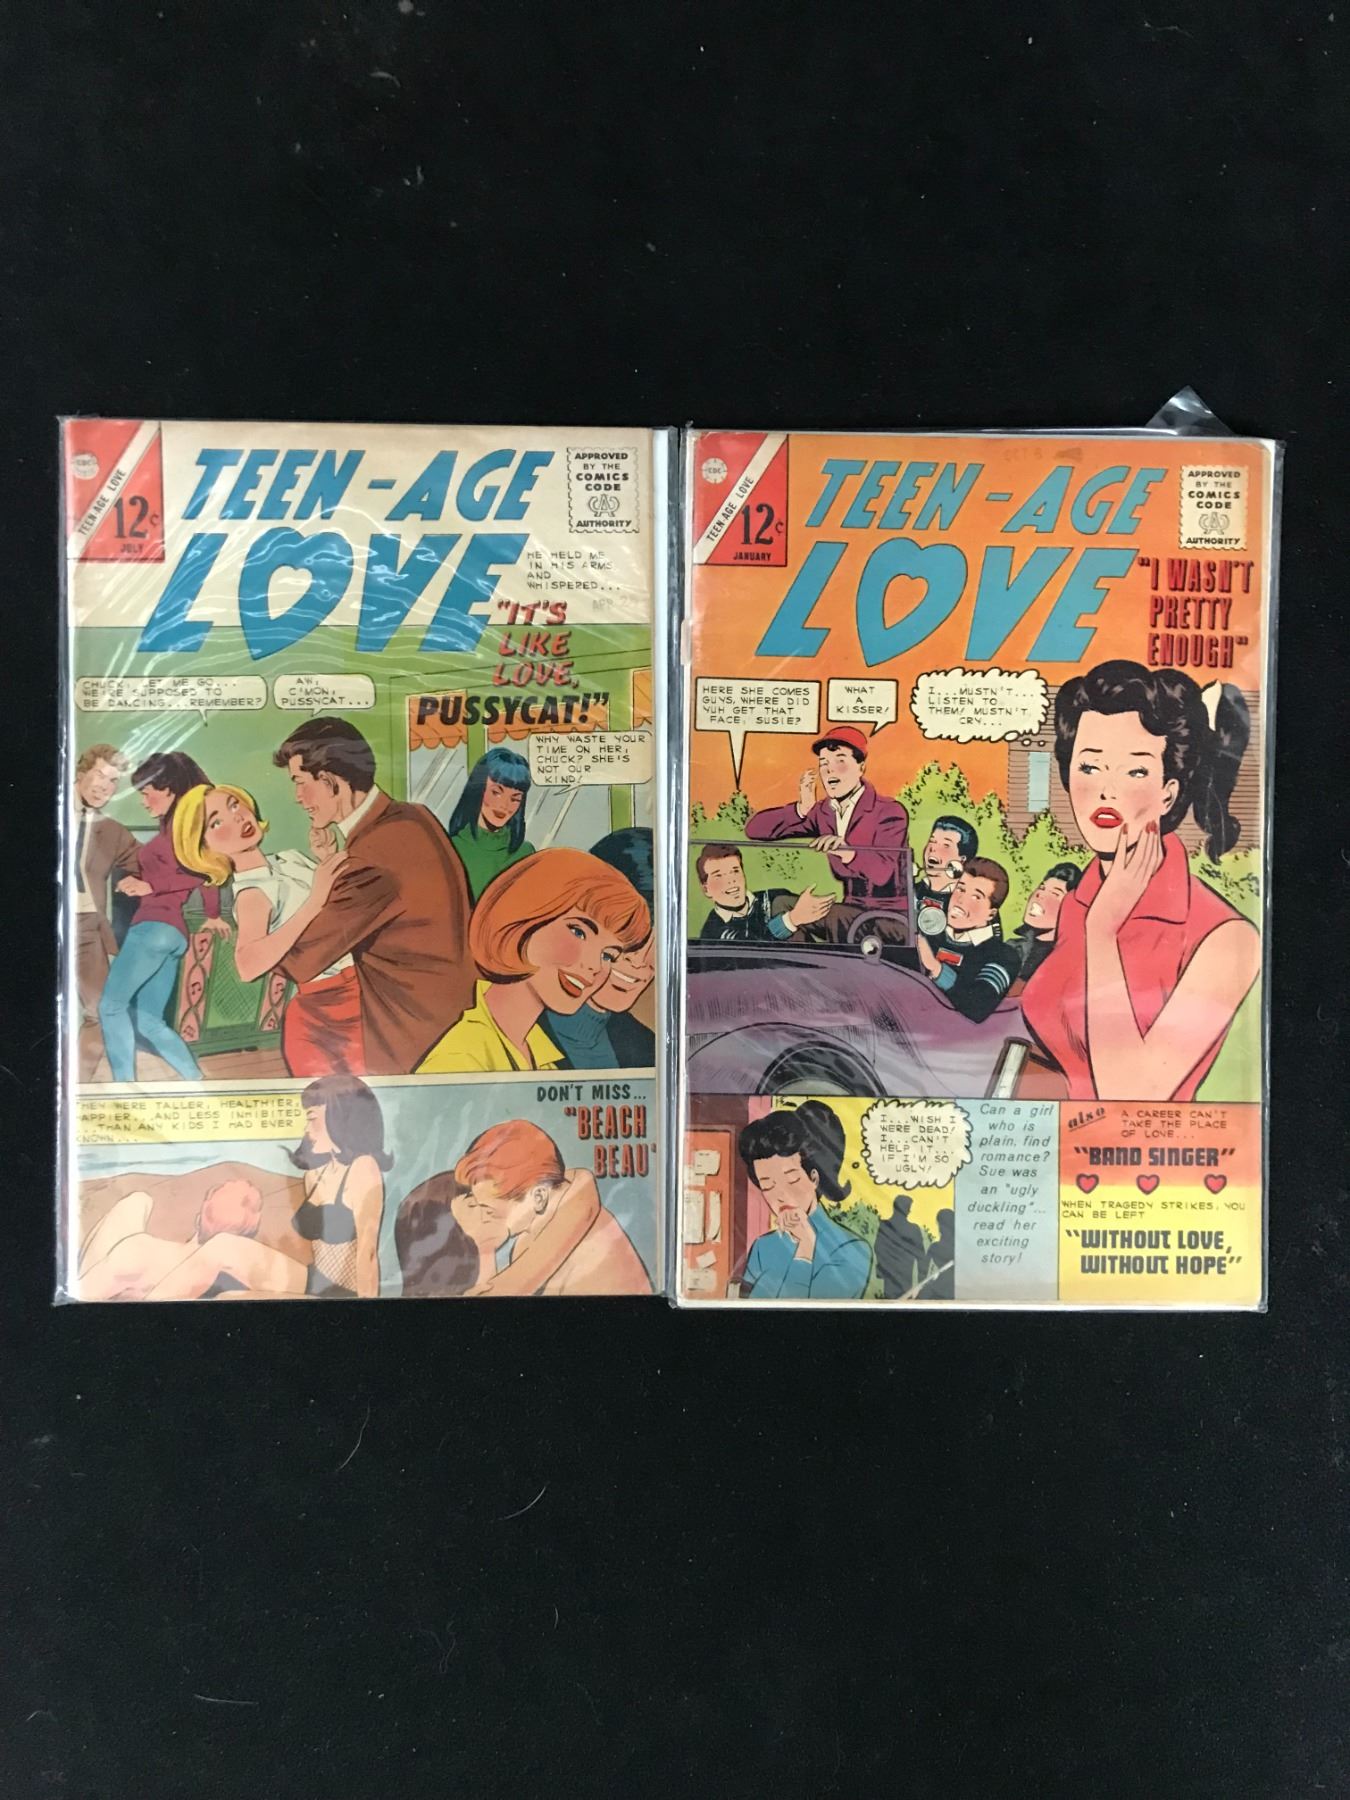 CDC
TEEN-AGE LOVE
12¢
JULY
TEEN-AGE
LOVE
APPROVED
BY THE
COMICS
CODE
AUTHORITY
HE HELD ME
IN HIS ARMS
AND
WHISPERED...
APR 25
"IT'S
LIKE
LOVE,
PUSSYCAT!"
CHUCK, LET ME GO...
WE'RE SUPPOSED TO
BE DANCING...REMEMBER?
AW,
C'MON,
PUSSYCAT...
WHY WASTE YOUR
TIME ON HER,
CHUCK? SHE'S
NOT OUR
KIND!
THEY WERE TALLER, HEALTHIER,
HAPPIER...AND LESS INHIBITED
...THAN ANY KIDS I HAD EVER
KNOWN...
DON'T MISS...
"BEACH
BEAU"
CDC
TEEN-AGE LOVE
12¢
JANUARY
TEEN-AGE
LOVE
APPROVED
BY THE
COMICS
CODE
AUTHORITY
"I WASN'T
PRETTY
ENOUGH"
HERE SHE COMES
GUYS, WHERE DID
YUH GET THAT
FACE, SUSIE?
WHAT
A
KISSER!
I...MUSTN'T...
LISTEN TO
THEM! MUSTN'T
CRY...
I...WISH I
WERE DEAD!
I...CAN'T
HELP IT...
IF I'M SO
UGLY!
Can a girl
who is
plain, find
romance?
Sue was
an "ugly
duckling"...
read her
exciting
story!
also
A CAREER CAN'T
TAKE THE PLACE
OF LOVE...
"BAND SINGER"
WHEN TRAGEDY STRIKES, YOU
CAN BE LEFT
"WITHOUT LOVE,
WITHOUT HOPE"